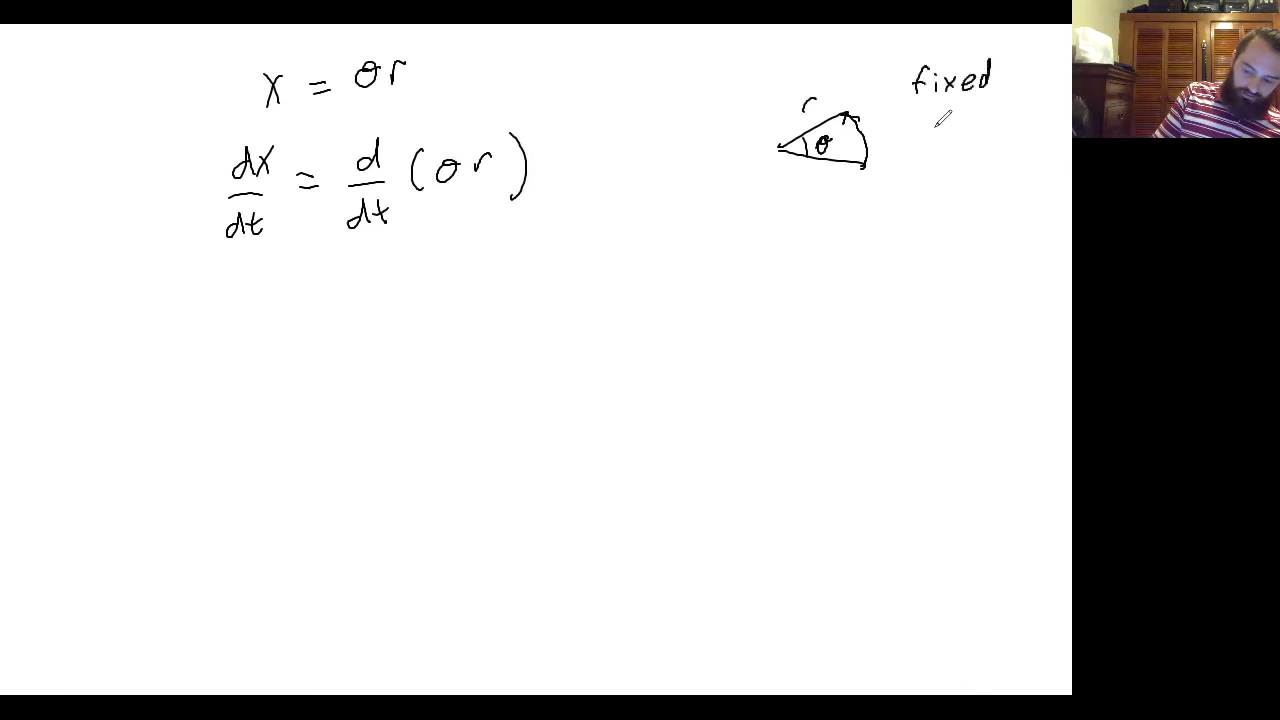 x = θr
dx/dt = d/dt (θr)
r
θ
fixed